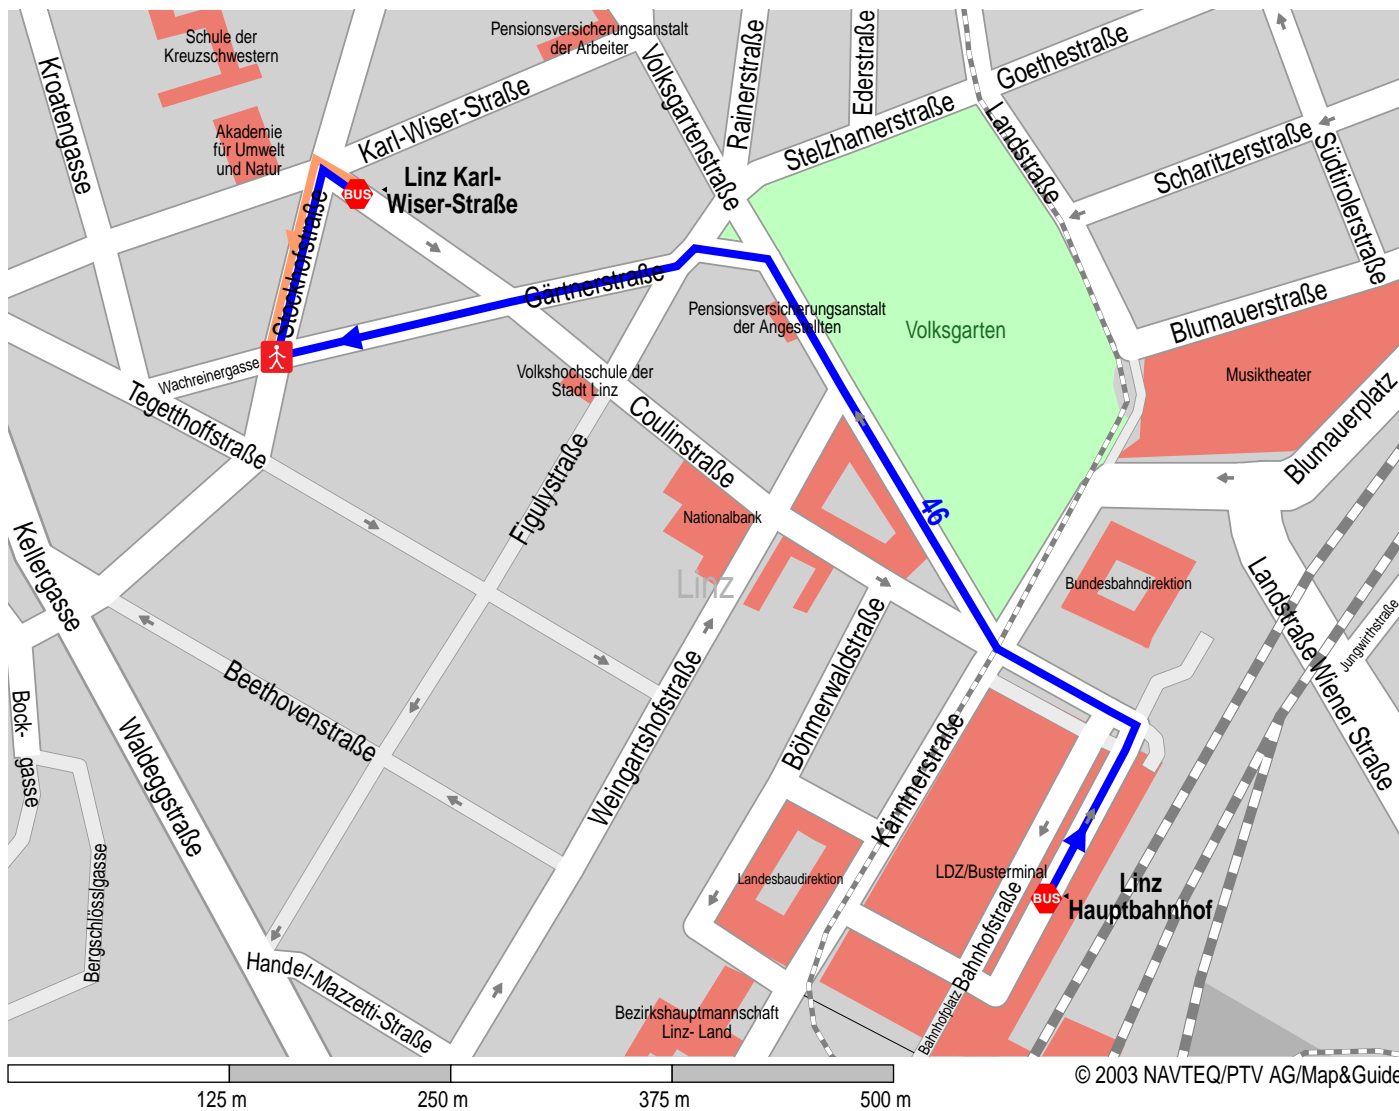 Schule der
Kreuzschwestern
Pensionsversicherungsanstalt
der Arbeiter
Kroatengasse
Karl-Wiser-Straße
Volksgartenstraße
Rainerstraße
Ederstraße
Goethestraße
Stelzhamerstraße
Landstraße
Scharitzerstraße
Südtirolerstraße
Akademie
für Umwelt
und Natur
BUS
Linz Karl-
Wiser-Straße
Stockhofstraße
Gärtnerstraße
Pensionsversicherungsanstalt
der Angestellten
Volksgarten
Blumauerstraße
Musiktheater
Wachreinergasse
Volkshochschule der
Stadt Linz
Tegetthoffstraße
Coulinstraße
Blumauerplatz
Figulystraße
Nationalbank
46
Linz
Kellergasse
Bundesbahndirektion
Landstraße
Wiener Straße
Jungwirthstraße
Beethovenstraße
Böhmerwaldstraße
Weingartshofstraße
Kärntnerstraße
Bock-
gasse
Waldeggstraße
Landesbaudirektion
LDZ/Busterminal
BUS
Linz
Hauptbahnhof
Bergschlösslgasse
Handel-Mazzetti-Straße
Bahnhofstraße
Bahnhofplatz
Bezirkshauptmannschaft
Linz- Land
© 2003 NAVTEQ/PTV AG/Map&Guide
125 m
250 m
375 m
500 m